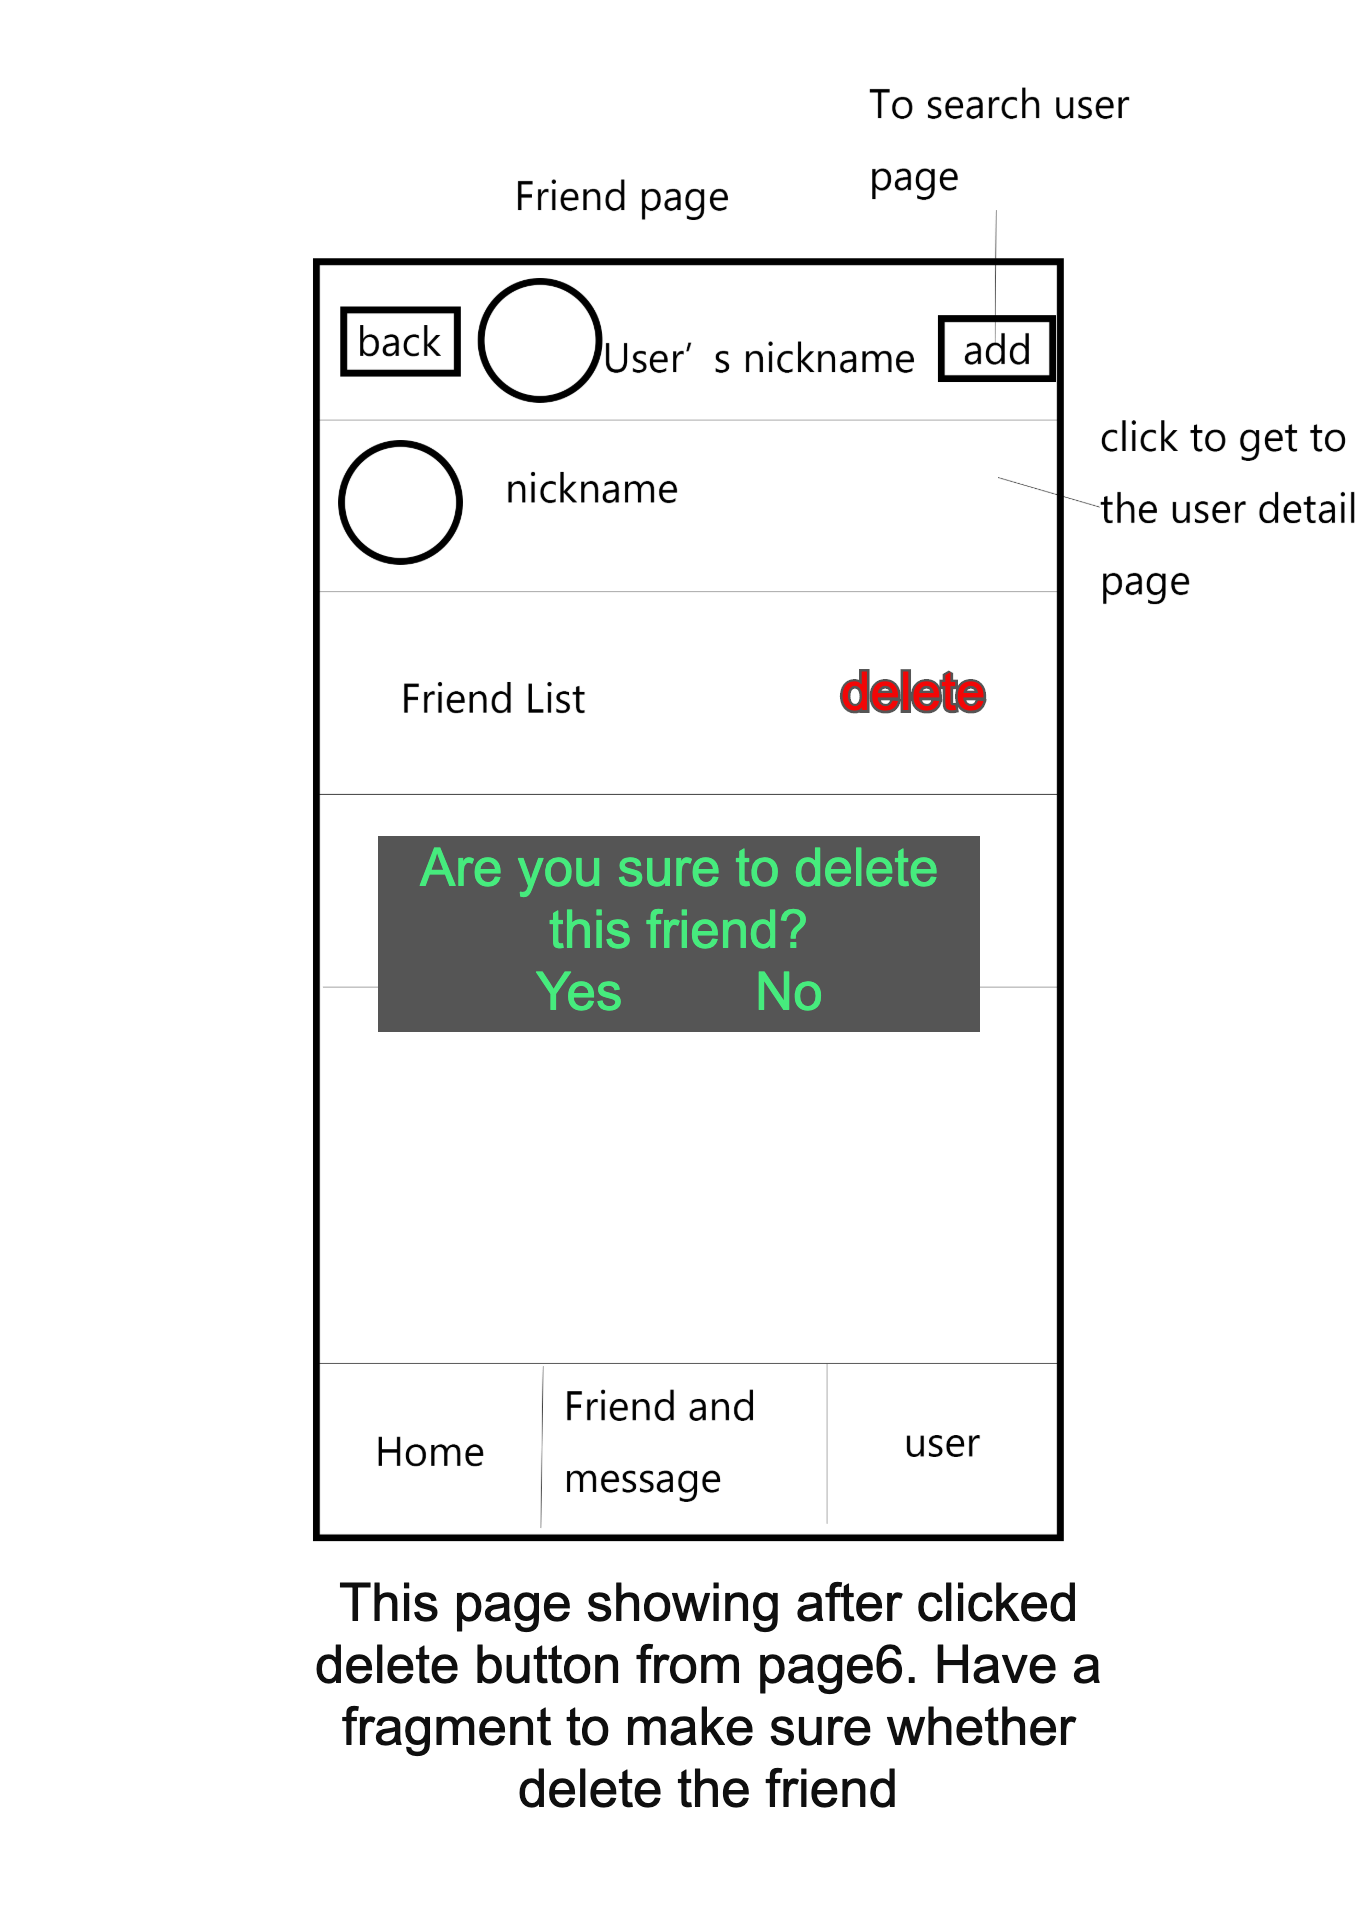 To search user
page
Friend page
back
User’ s nickname
add
click to get to
the user detail
page
nickname
Friend List
delete
Are you sure to delete
this friend?
Yes No
Home
Friend and
message
user
This page showing after clicked
delete button from page6. Have a
fragment to make sure whether
delete the friend